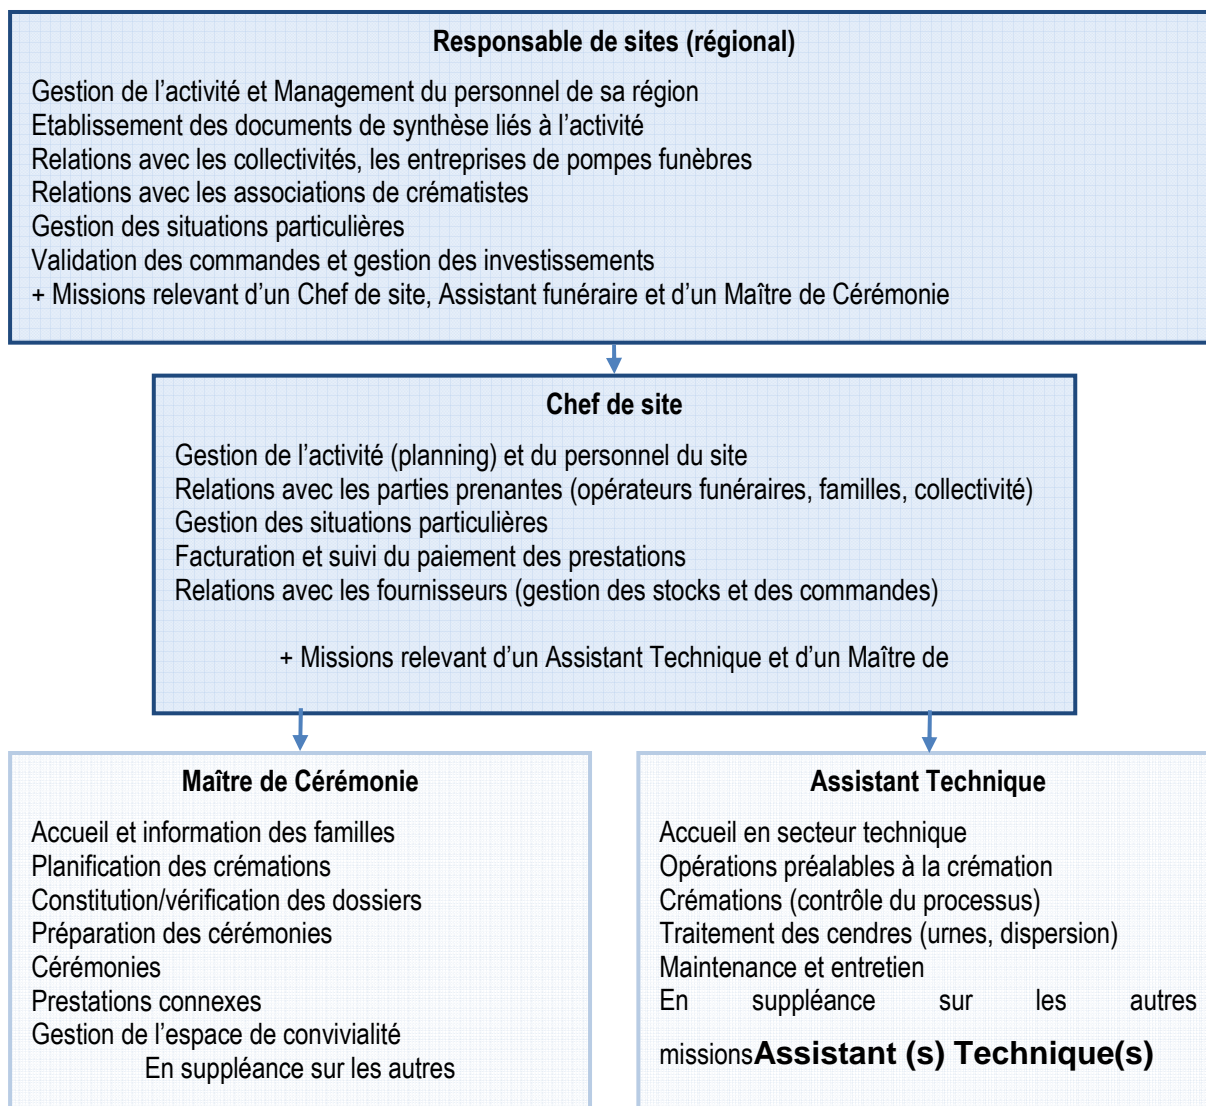 Responsable de sites (régional)
Gestion de l’activité et Management du personnel de sa région
Etablissement des documents de synthèse liés à l’activité
Relations avec les collectivités, les entreprises de pompes funèbres
Relations avec les associations de crématistes
Gestion des situations particulières
Validation des commandes et gestion des investissements
+ Missions relevant d’un Chef de site, Assistant funéraire et d’un Maître de Cérémonie
Chef de site
Gestion de l’activité (planning) et du personnel du site
Relations avec les parties prenantes (opérateurs funéraires, familles, collectivité)
Gestion des situations particulières
Facturation et suivi du paiement des prestations
Relations avec les fournisseurs (gestion des stocks et des commandes)
+ Missions relevant d’un Assistant Technique et d’un Maître de
Maître de Cérémonie
Accueil et information des familles
Planification des crémations
Constitution/vérification des dossiers
Préparation des cérémonies
Cérémonies
Prestations connexes
Gestion de l’espace de convivialité
En suppléance sur les autres
Assistant Technique
Accueil en secteur technique
Opérations préalables à la crémation
Crémations (contrôle du processus)
Traitement des cendres (urnes, dispersion)
Maintenance et entretien
En suppléance sur les autres
missionsAssistant (s) Technique(s)